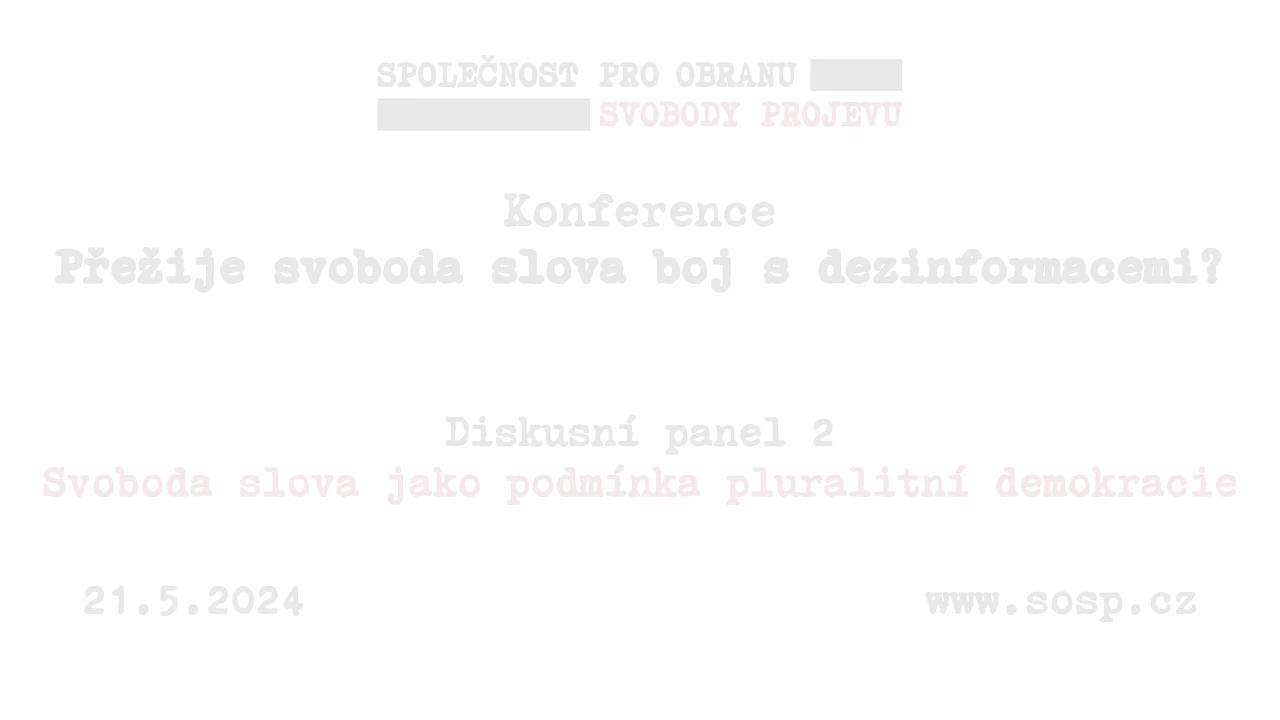 SPOLEČNOST PRO OBRANU
SVOBODY PROJEVU
Konference
Přežije svoboda slova boj s dezinformacemi?
Diskusní panel 2
Svoboda slova jako podmínka pluralitní demokracie
21.5.2024
www.sosp.cz